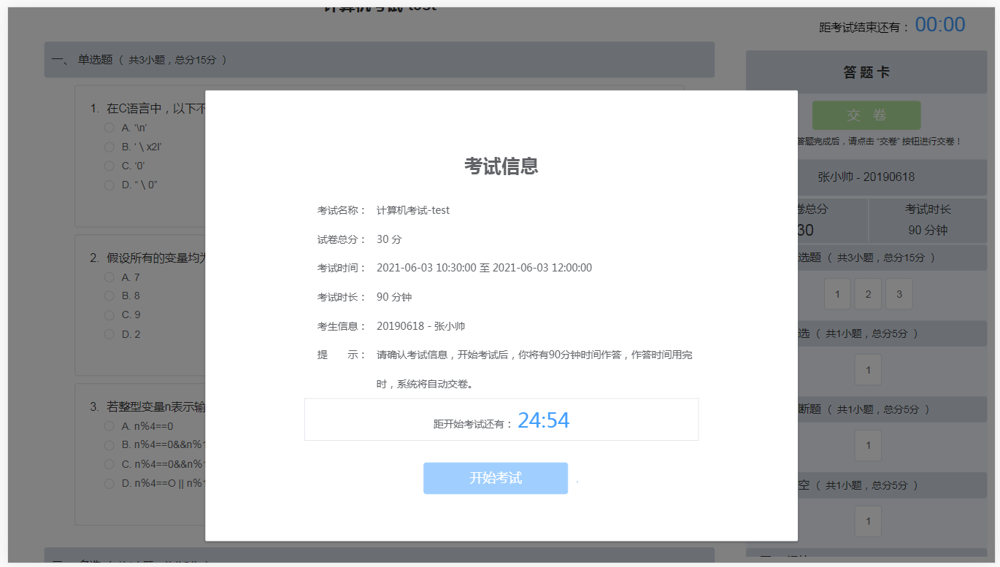 计算机考试-test
距考试结束还有： 00:00
一、 单选题 （ 共3小题，总分15分 ）
1. 在C语言中，以下不
A. ‘\n’
B. ‘ \ x2l’
C. ‘0’
D. “ \ 0”
2. 假设所有的变量均为
A. 7
B. 8
C. 9
D. 2
3. 若整型变量n表示输
A. n%4==0
B. n%4==0&&n%1
C. n%4==0&&n%1
D. n%4==O || n%1
考试信息
考试名称： 计算机考试-test
试卷总分： 30 分
考试时间： 2021-06-03 10:30:00 至 2021-06-03 12:00:00
考试时长： 90 分钟
考生信息： 20190618 - 张小帅
提 示： 请确认考试信息，开始考试后，你将有90分钟时间作答，作答时间用完
时，系统将自动交卷。
距开始考试还有： 24:54
开始考试
答 题 卡
交 卷
答题完成后，请点击 “交卷” 按钮进行交卷！
张小帅 - 20190618
卷总分
30
考试时长
90 分钟
选题 （ 共3小题，总分15分 ）
1 2 3
选 （ 共1小题，总分5分 ）
1
断题 （ 共1小题，总分5分 ）
1
空 （ 共1小题，总分5分 ）
1